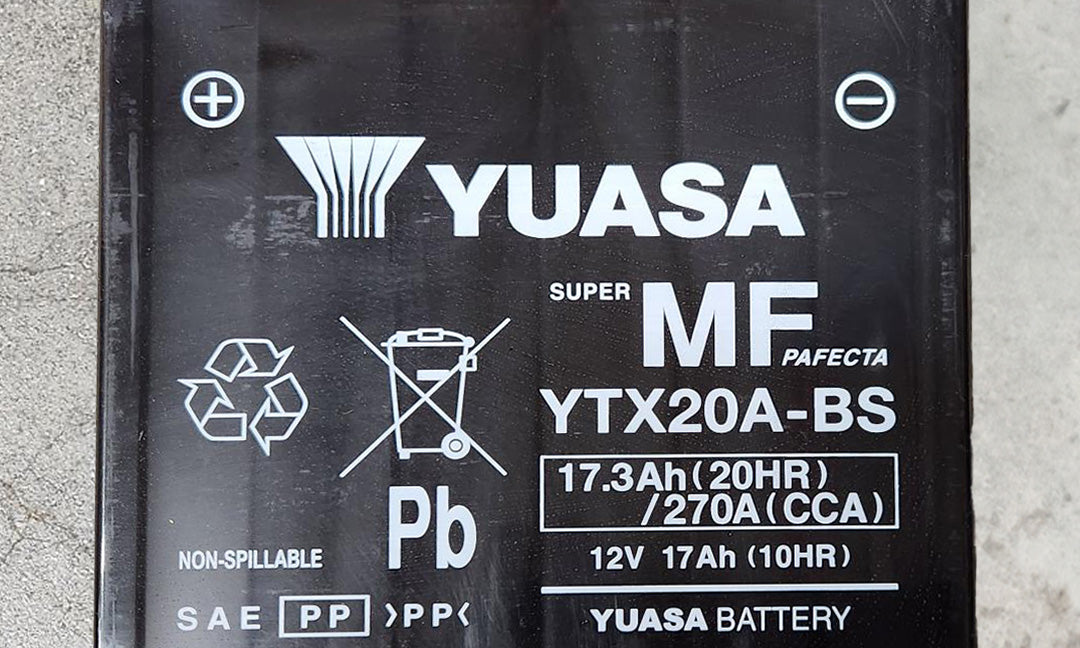 YUASA
SUPER MF PAFECTA
YTX20A-BS
17.3Ah(20HR)
/270A(CCA)
12V 17Ah (10HR)
YUASA BATTERY
Pb
NON-SPILLABLE
SAE PP >PP<